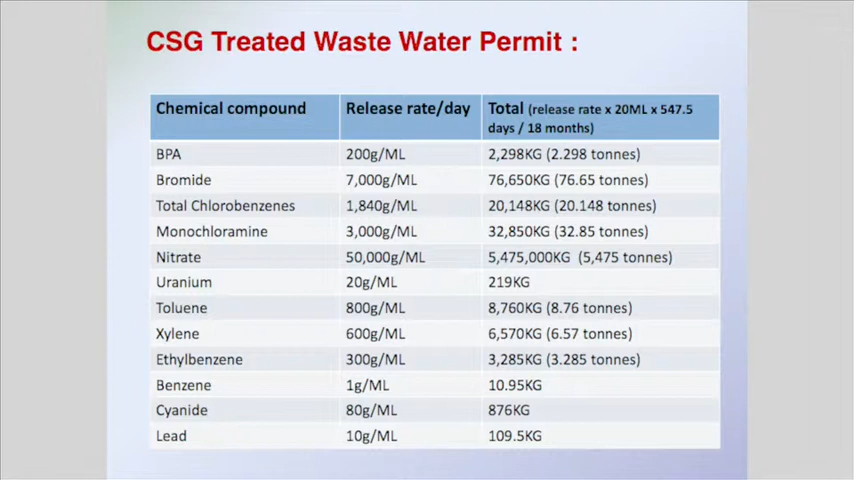 CSG Treated Waste Water Permit :
Chemical compound Release rate/day Total (release rate x 20ML x 547.5
days / 18 months)
BPA 200g/ML 2,298KG (2.298 tonnes)
Bromide 7,000g/ML 76,650KG (76.65 tonnes)
Total Chlorobenzenes 1,840g/ML 20,148KG (20.148 tonnes)
Monochloramine 3,000g/ML 32,850KG (32.85 tonnes)
Nitrate 50,000g/ML 5,475,000KG (5,475 tonnes)
Uranium 20g/ML 219KG
Toluene 800g/ML 8,760KG (8.76 tonnes)
Xylene 600g/ML 6,570KG (6.57 tonnes)
Ethylbenzene 300g/ML 3,285KG (3.285 tonnes)
Benzene 1g/ML 10.95KG
Cyanide 80g/ML 876KG
Lead 10g/ML 109.5KG